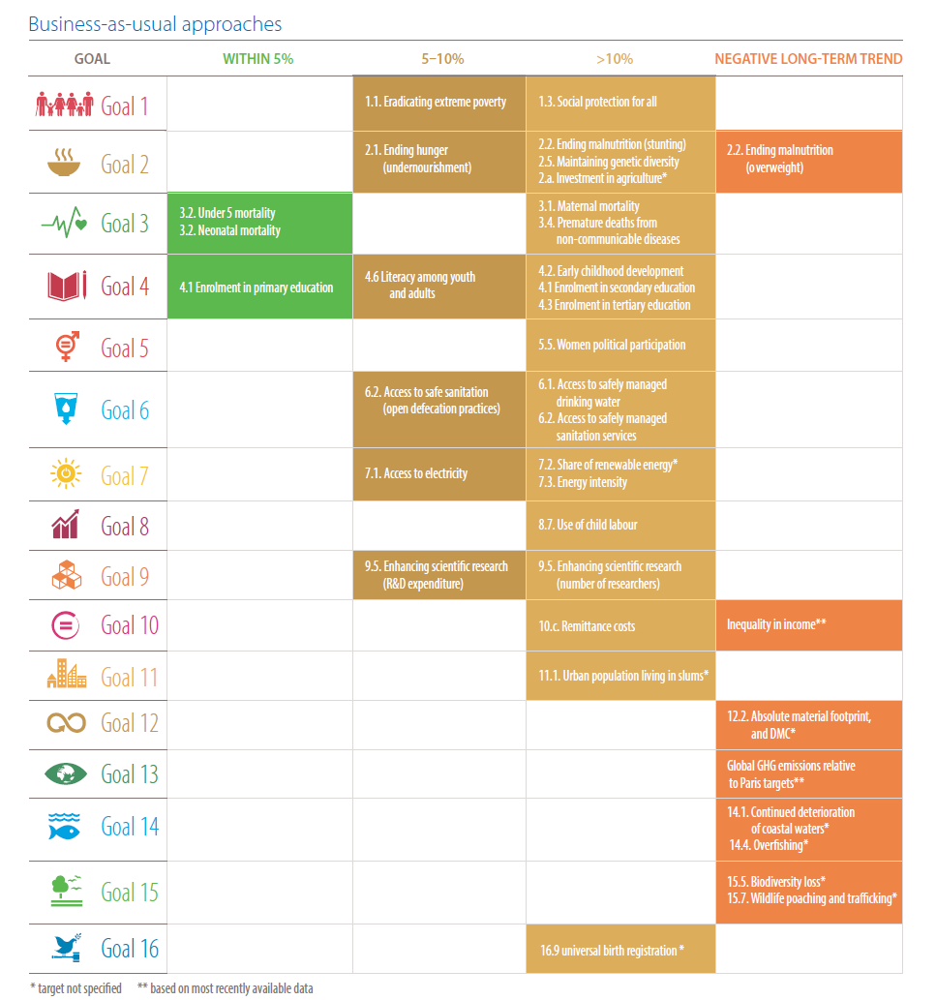 Business-as-usual approaches
GOAL WITHIN 5% 5–10% >10% NEGATIVE LONG-TERM TREND
Goal 1
1.1. Eradicating extreme poverty
1.3. Social protection for all
Goal 2
2.1. Ending hunger
(undernourishment)
2.2. Ending malnutrition (stunting)
2.5. Maintaining genetic diversity
2.a. Investment in agriculture*
2.2. Ending malnutrition
(overweight)
Goal 3
3.2. Under 5 mortality
3.2. Neonatal mortality
3.1. Maternal mortality
3.4. Premature deaths from
non-communicable diseases
Goal 4
4.1 Enrolment in primary education
4.6 Literacy among youth
and adults
4.2. Early childhood development
4.1 Enrolment in secondary education
4.3 Enrolment in tertiary education
Goal 5
5.5. Women political participation
Goal 6
6.2. Access to safe sanitation
(open defecation practices)
6.1. Access to safely managed
drinking water
6.2. Access to safely managed
sanitation services
Goal 7
7.1. Access to electricity
7.2. Share of renewable energy*
7.3. Energy intensity
Goal 8
8.7. Use of child labour
Goal 9
9.5. Enhancing scientific research
(R&D expenditure)
9.5. Enhancing scientific research
(number of researchers)
Goal 10
10.c. Remittance costs
Inequality in income**
Goal 11
11.1. Urban population living in slums*
Goal 12
12.2. Absolute material footprint,
and DMC*
Goal 13
Global GHG emissions relative
to Paris targets**
Goal 14
14.1. Continued deterioration
of coastal waters*
14.4. Overfishing*
Goal 15
15.5. Biodiversity loss*
15.7. Wildlife poaching and trafficking*
Goal 16
16.9 universal birth registration *
* target not specified ** based on most recently available data